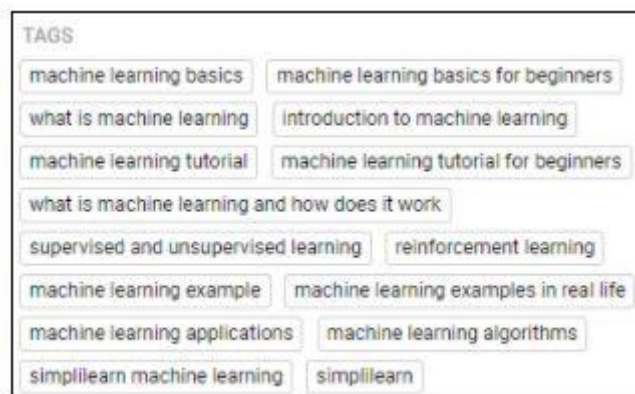 TAGS
machine learning basics machine learning basics for beginners
what is machine learning introduction to machine learning
machine learning tutorial machine learning tutorial for beginners
what is machine learning and how does it work
supervised and unsupervised learning reinforcement learning
machine learning example machine learning examples in real life
machine learning applications machine learning algorithms
simplilearn machine learning simplilearn